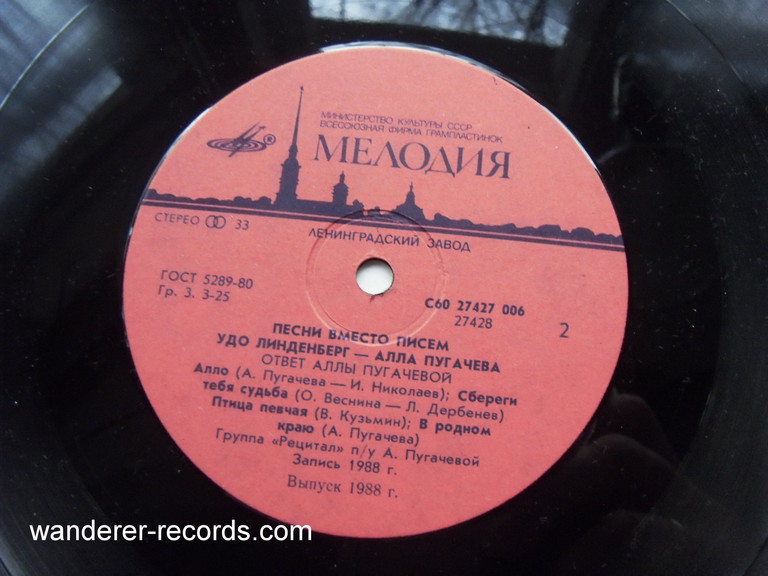 МИНИСТЕРСТВО КУЛЬТУРЫ СССР
ВСЕСОЮЗНАЯ ФИРМА ГРАМПЛАСТИНОК
МЕЛОДИЯ
®
СТЕРЕО 33
ЛЕНИНГРАДСКИЙ ЗАВОД
ГОСТ 5289-80
Гр. 3. 3-25
С60 27427 006
27428
2
ПЕСНИ ВМЕСТО ПИСЕМ
УДО ЛИНДЕНБЕРГ — АЛЛА ПУГАЧЕВА
ОТВЕТ АЛЛЫ ПУГАЧЕВОЙ
Алло (А. Пугачева — И. Николаев); Сбереги
тебя судьба (О. Веснина — Л. Дербенев)
Птица певчая (В. Кузьмин); В родном
краю (А. Пугачева)
Группа «Рецитал» п/у А. Пугачевой
Запись 1988 г.
Выпуск 1988 г.
wanderer-records.com